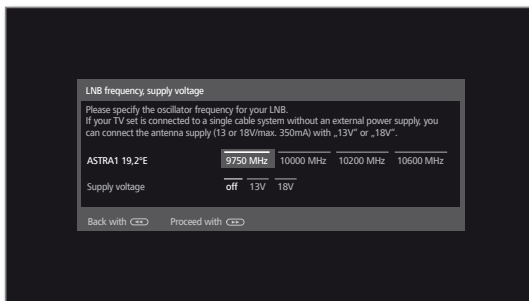 LNB frequency, supply voltage
Please specify the oscillator frequency for your LNB.
If your TV set is connected to a single cable system without an external power supply, you
can connect the antenna supply (13 or 18V/max. 350mA) with „13V” or „18V”.
ASTRA1 19,2°E 9750 MHz 10000 MHz 10200 MHz 10600 MHz
Supply voltage off 13V 18V
Back with Proceed with